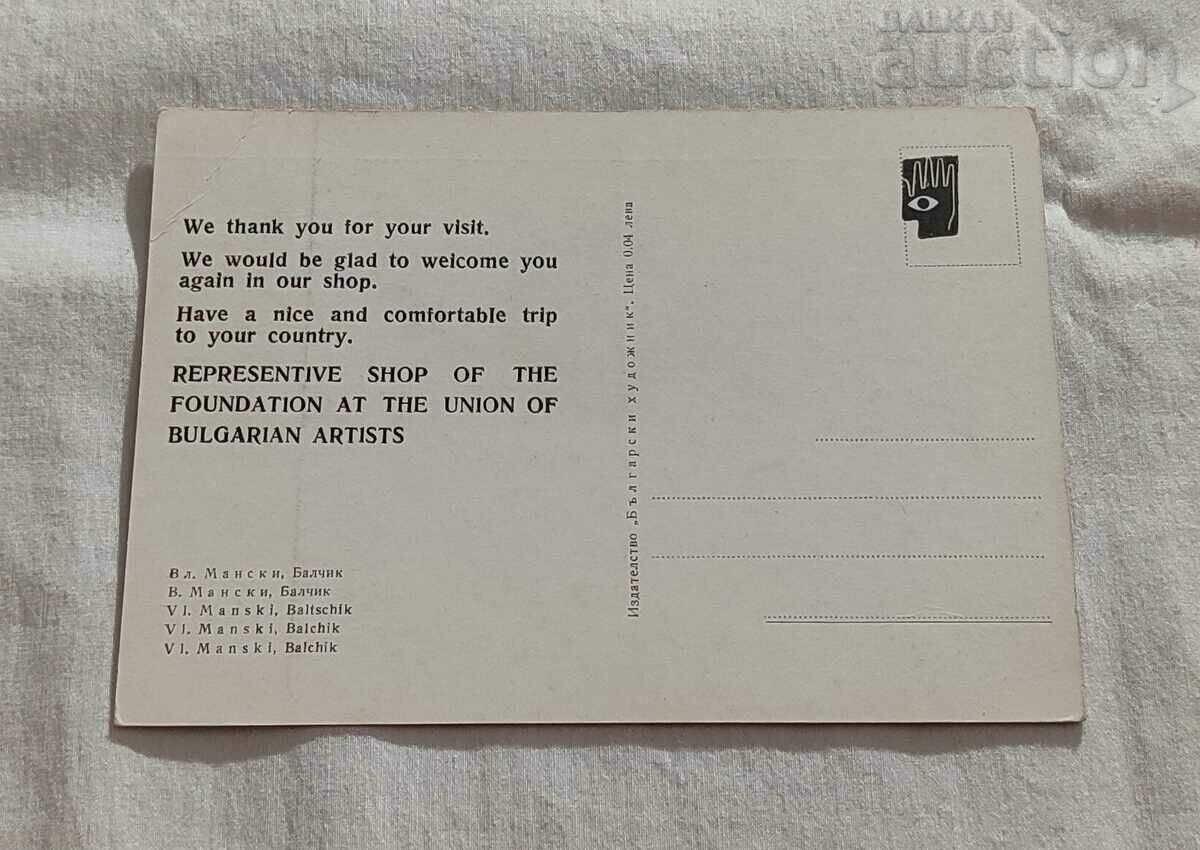 BALKAN
auction
We thank you for your visit.
We would be glad to welcome you
again in our shop.
Have a nice and comfortable trip
to your country.
REPRESENTIVE SHOP OF THE
FOUNDATION AT THE UNION OF
BULGARIAN ARTISTS
Вл. Мански, Балчик
В. Мански, Балчик
Vl. Manski, Baltschik
Vl. Manski, Balchik
Vl. Manski, Balchik
Издателство „Български художник". Цена 0.04 лева